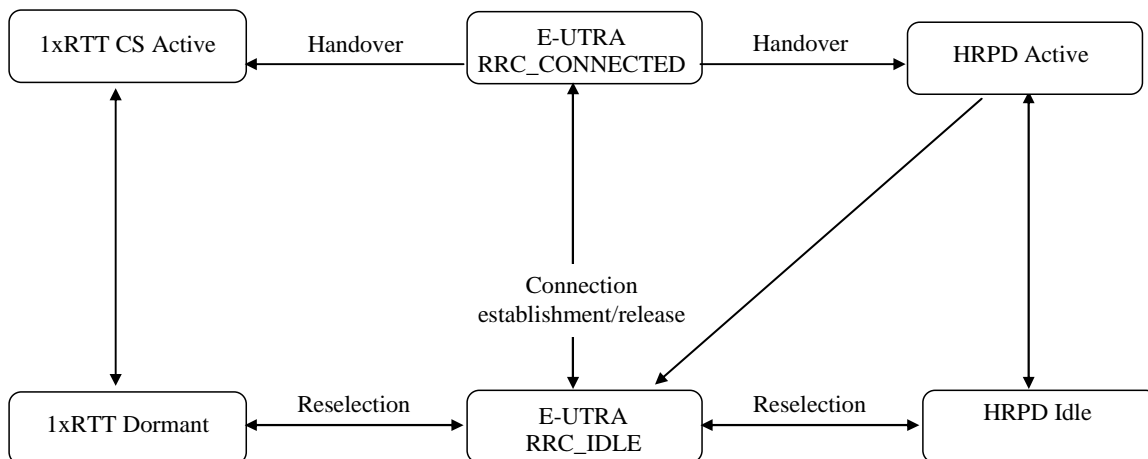 1xRTT CS Active
Handover
E-UTRA
RRC_CONNECTED
Handover
HRPD Active
Connection
establishment/release
1xRTT Dormant
Reselection
E-UTRA
RRC_IDLE
Reselection
HRPD Idle